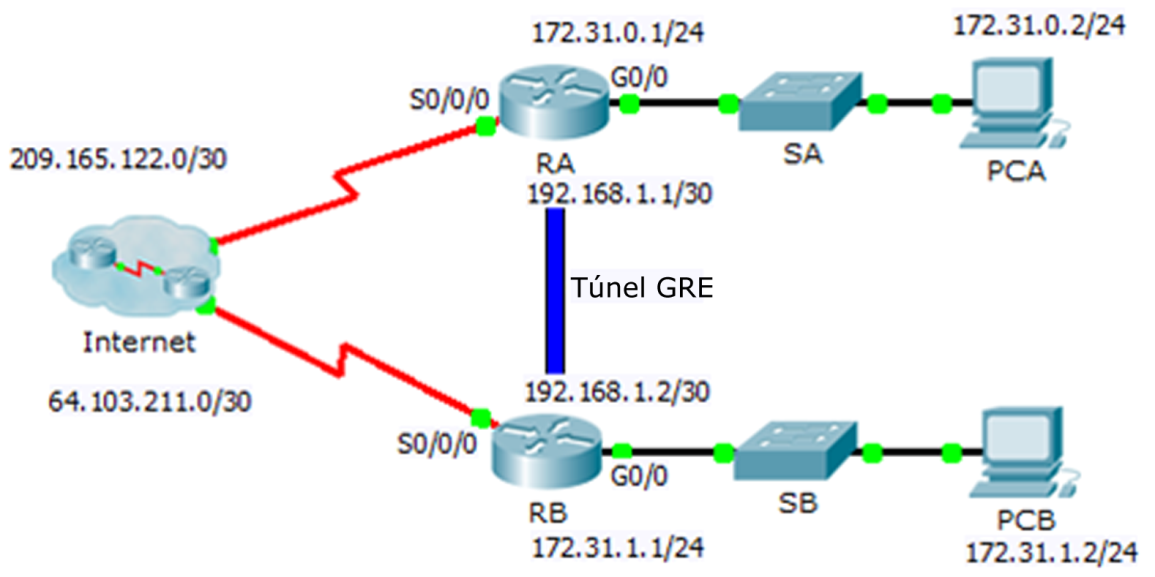 172.31.0.1/24
172.31.0.2/24
G0/0
S0/0/0
209.165.122.0/30
RA
SA
PCA
192.168.1.1/30
Túnel GRE
Internet
64.103.211.0/30
192.168.1.2/30
S0/0/0
G0/0
RB
SB
PCB
172.31.1.1/24
172.31.1.2/24